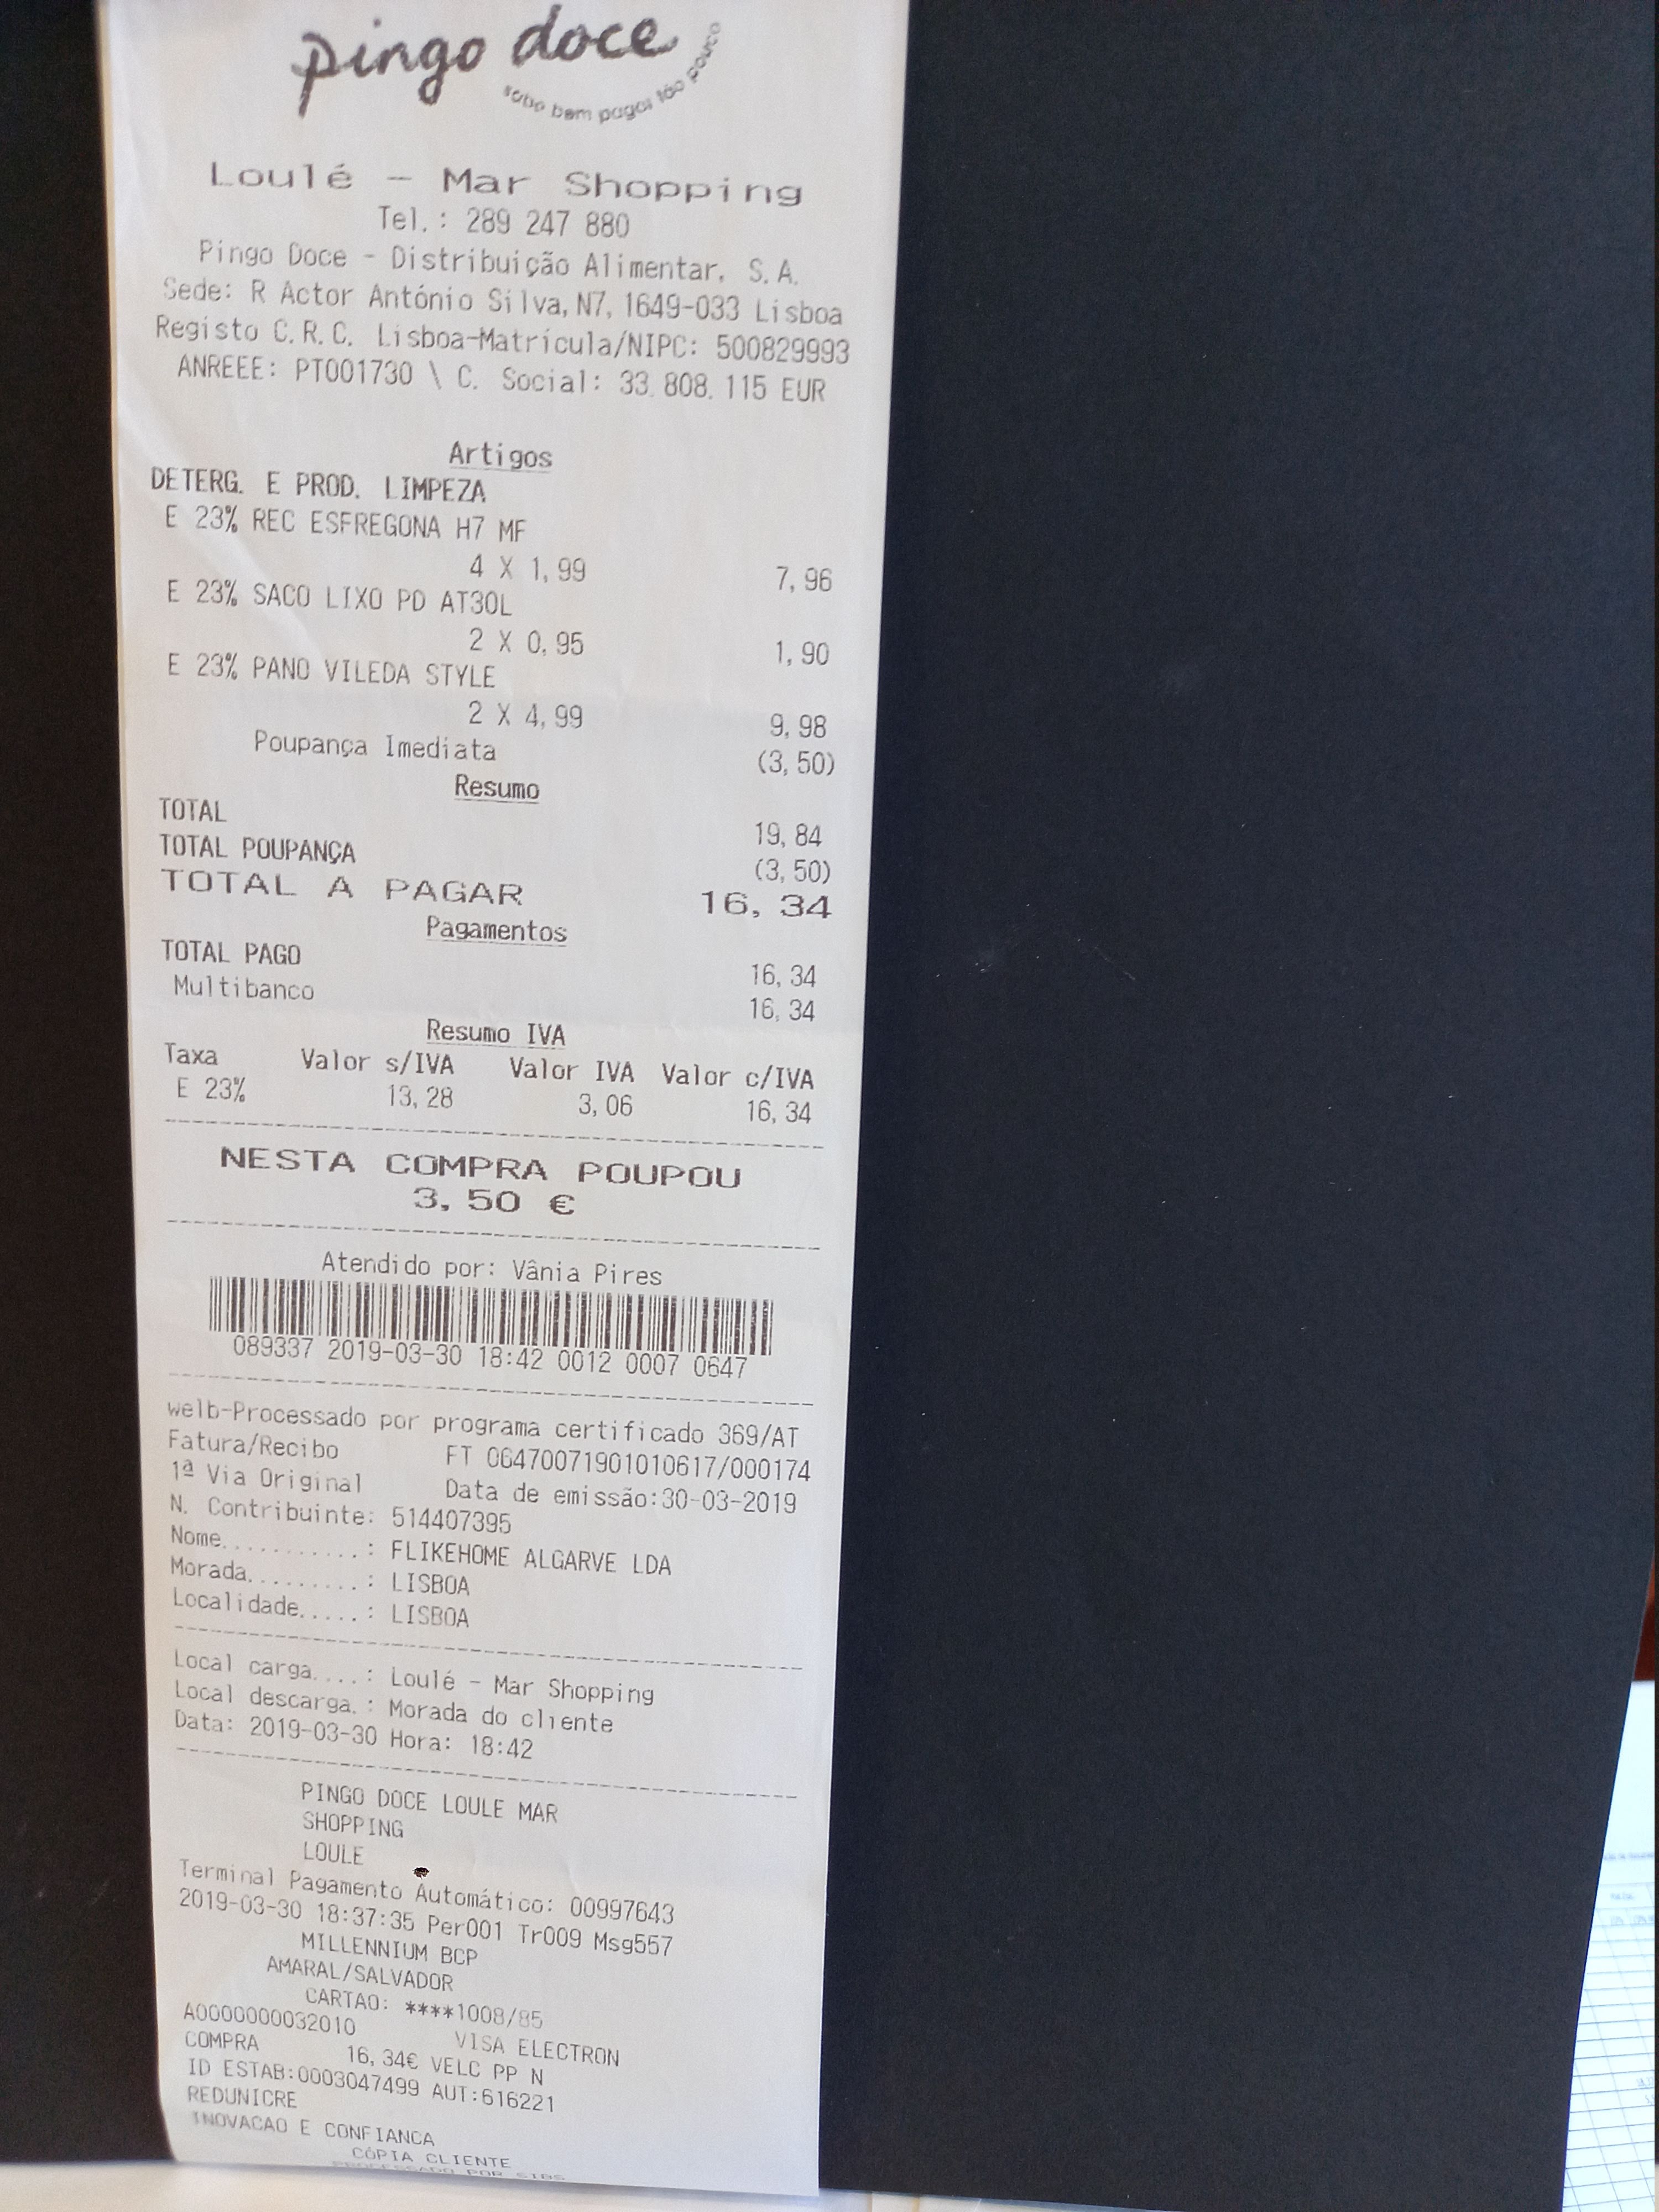 pingo doce
sabe bem pagar tão pouco
Loulé - Mar Shopping
Tel.: 289 247 880
Pingo Doce - Distribuição Alimentar, S.A.
Sede: R Actor António Silva,N7, 1649-033 Lisboa
Registo C.R.C. Lisboa-Matrícula/NIPC: 500829993
ANREEE: PT001730 \ C. Social: 33.808.115 EUR
Artigos
DETERG. E PROD. LIMPEZA
E 23% REC ESFREGONA H7 MF
4 X 1,99 7,96
E 23% SACO LIXO PD AT30L
2 X 0,95 1,90
E 23% PANO VILEDA STYLE
2 X 4,99 9,98
Poupança Imediata (3,50)
Resumo
TOTAL 19,84
TOTAL POUPANÇA (3,50)
TOTAL A PAGAR 16,34
Pagamentos
TOTAL PAGO 16,34
Multibanco 16,34
Resumo IVA
Taxa Valor s/IVA Valor IVA Valor c/IVA
E 23% 13,28 3,06 16,34
NESTA COMPRA POUPOU
3,50 €
Atendido por: Vânia Pires
089337 2019-03-30 18:42 0012 0007 0647
welb-Processado por programa certificado 369/AT
Fatura/Recibo FT 06470071901010617/000174
1ª Via Original Data de emissão:30-03-2019
N. Contribuinte: 514407395
Nome...........: FLIKEHOME ALGARVE LDA
Morada.........: LISBOA
Localidade.....: LISBOA
Local carga....: Loulé - Mar Shopping
Local descarga.: Morada do cliente
Data: 2019-03-30 Hora: 18:42
PINGO DOCE LOULE MAR
SHOPPING
LOULE
Terminal Pagamento Automático: 00997643
2019-03-30 18:37:35 Per001 Tr009 Msg557
MILLENNIUM BCP
AMARAL/SALVADOR
CARTAO: ****1008/85
A0000000032010 VISA ELECTRON
COMPRA 16,34€ VELC PP N
ID ESTAB:0003047499 AUT:616221
REDUNICRE
INOVACAO E CONFIANCA
CÓPIA CLIENTE
PROCESSADO POR SIBS